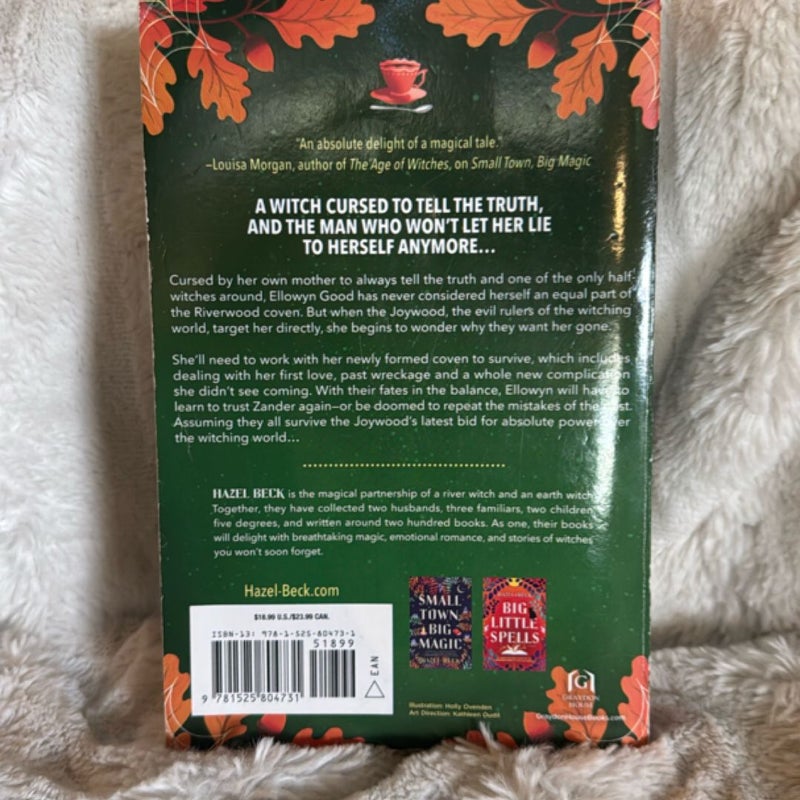 "An absolute delight of a magical tale."
—Louisa Morgan, author of The Age of Witches, on Small Town, Big Magic
A WITCH CURSED TO TELL THE TRUTH,
AND THE MAN WHO WON'T LET HER LIE
TO HERSELF ANYMORE...
Cursed by her own mother to always tell the truth and one of the only half-
witches around, Ellowyn Good has never considered herself an equal part of
the Riverwood coven. But when the Joywood, the evil rulers of the witching
world, target her directly, she begins to wonder why they want her gone.
She'll need to work with her newly formed coven to survive, which includes
dealing with her first love, past wreckage and a whole new complication
she didn't see coming. With their fates in the balance, Ellowyn will have to
learn to trust Zander again—or be doomed to repeat the mistakes of the past.
Assuming they all survive the Joywood's latest bid for absolute power over
the witching world...
HAZEL BECK is the magical partnership of a river witch and an earth witch.
Together, they have collected two husbands, three familiars, two children,
five degrees, and written around two hundred books. As one, their books
will delight with breathtaking magic, emotional romance, and stories of witches
you won't soon forget.
Hazel-Beck.com
$18.99 U.S./$23.99 CAN.
ISBN-13: 978-1-525-80473-1
51899
EAN
9 781525 804731
SMALL
TOWN
BIG
MAGIC
HAZEL BECK
BIG
LITTLE
SPELLS
Illustration: Holly Ovenden
Art Direction: Kathleen Oudit
G
GRAYDON
HOUSE
GraydonHouseBooks.com